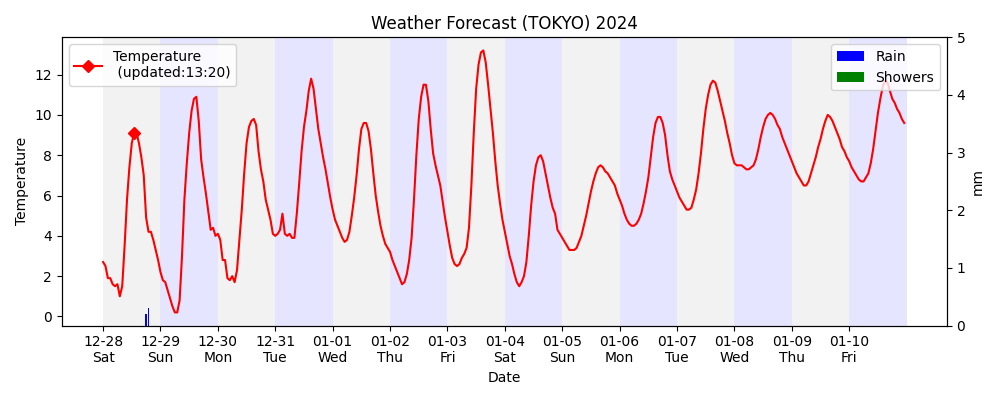 Weather Forecast (TOKYO) 2024
Temperature
(updated:13:20)
Rain
Showers
Temperature
12
10
8
6
4
2
0
5
4
3
2
1
0
mm
12-28 12-29 12-30 12-31 01-01 01-02 01-03 01-04 01-05 01-06 01-07 01-08 01-09 01-10
Sat Sun Mon Tue Wed Thu Fri Sat Sun Mon Tue Wed Thu Fri
Date